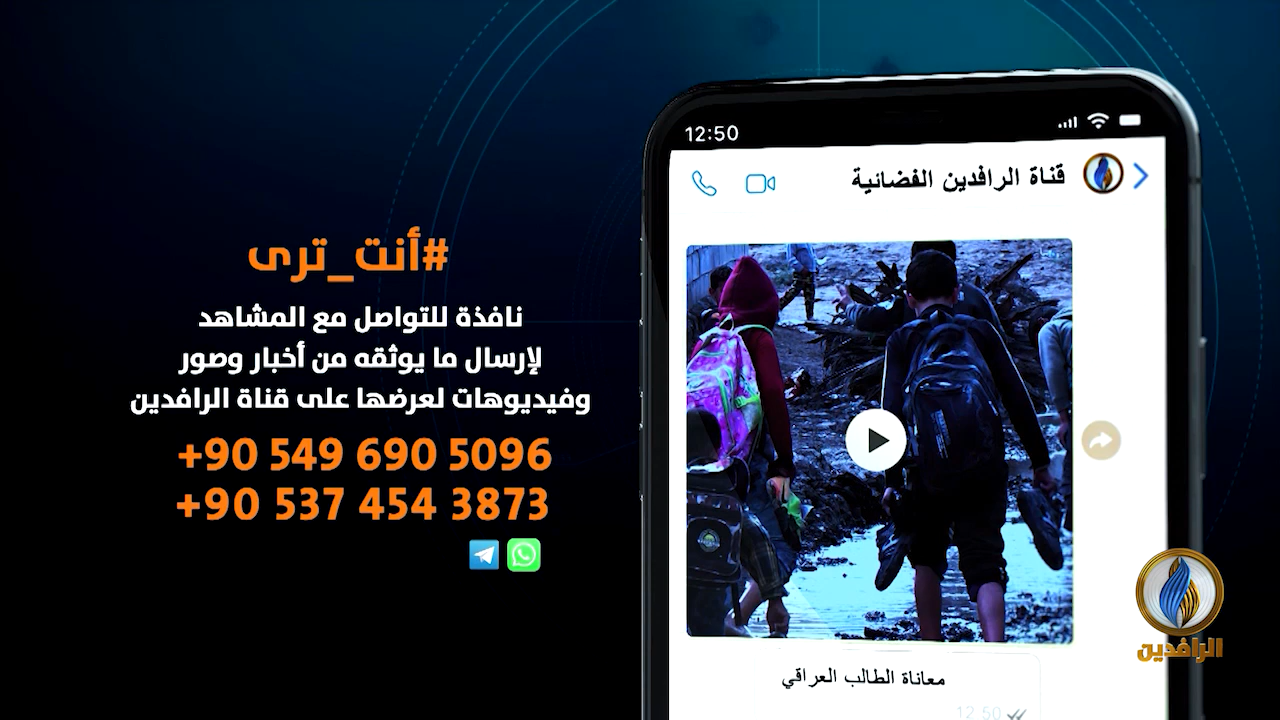 #أنت_ترى
نافذة للتواصل مع المشاهد
لإرسال ما يوثقه من أخبار وصور
وفيديوهات لعرضها على قناة الرافدين
+90 549 690 5096
+90 537 454 3873
12:50
قناة الرافدين الفضائية
معاناة الطالب العراقي
12:50
الرافدين